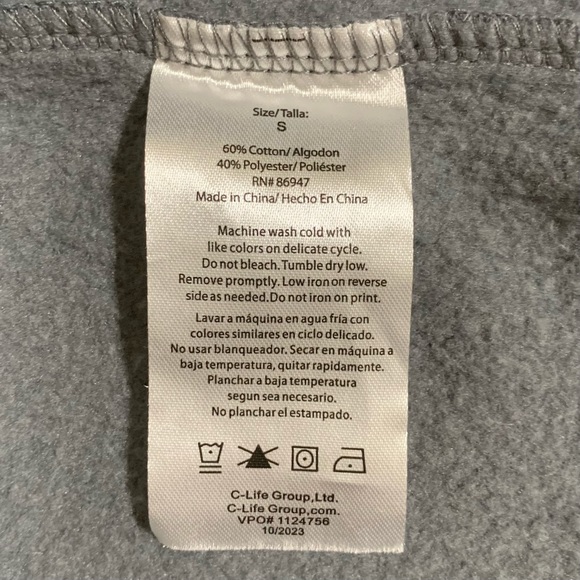 Size/Talla:
S
60% Cotton/ Algodon
40% Polyester/ Poliéster
RN# 86947
Made in China/ Hecho En China
Machine wash cold with
like colors on delicate cycle.
Do not bleach. Tumble dry low.
Remove promptly. Low iron on reverse
side as needed.Do not iron on print.
Lavar a máquina en agua fría con
colores similares en ciclo delicado.
No usar blanqueador. Secar en máquina a
baja temperatura, quitar rapidamente.
Planchar a baja temperatura
segun sea necesario.
No planchar el estampado.
C-Life Group,Ltd.
C-Life Group,com.
VPO# 1124756
10/2023